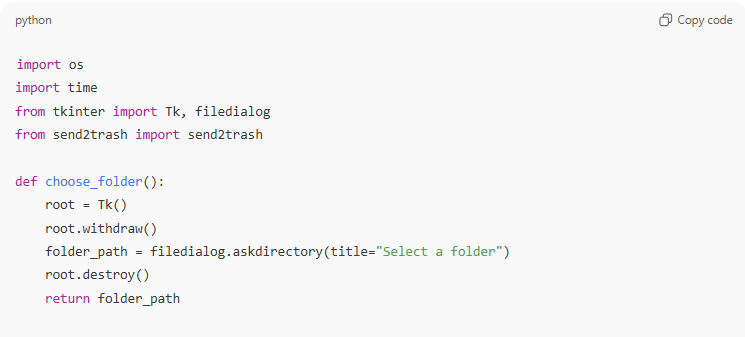 python
Copy code
import os
import time
from tkinter import Tk, filedialog
from send2trash import send2trash
def choose_folder():
    root = Tk()
    root.withdraw()
    folder_path = filedialog.askdirectory(title="Select a folder")
    root.destroy()
    return folder_path